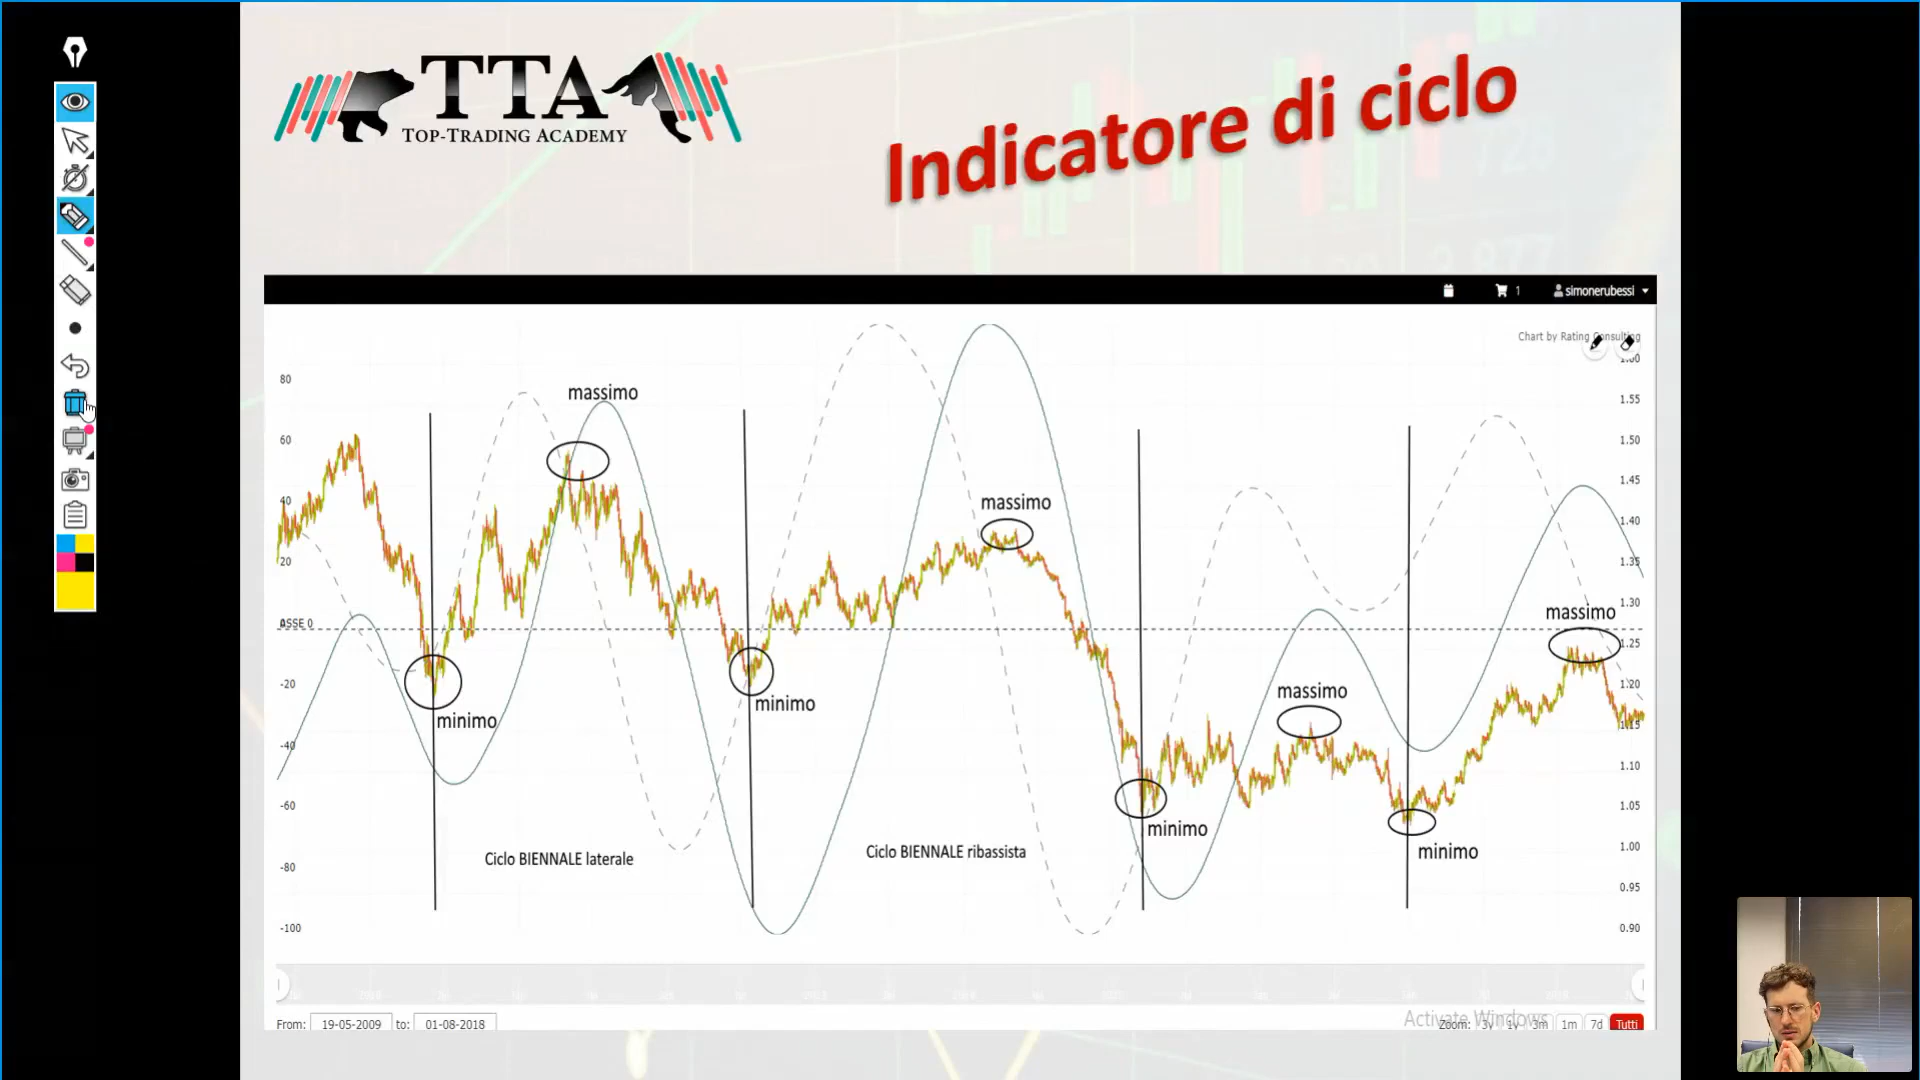 TTA
TOP-TRADING ACADEMY
Indicatore di ciclo
1
simonerubessi
Chart by Rating Consulting
80
60
40
20
ASSE 0
-20
-40
-60
-80
-100
1.60
1.55
1.50
1.45
1.40
1.35
1.30
1.25
1.20
1.15
1.10
1.05
1.00
0.95
0.90
massimo
massimo
massimo
massimo
minimo
minimo
minimo
minimo
Ciclo BIENNALE laterale
Ciclo BIENNALE ribassista
Activate Windows
From: 19-05-2009 to: 01-08-2018
Zoom: 3y 1y 3m 1m 7d Tutti